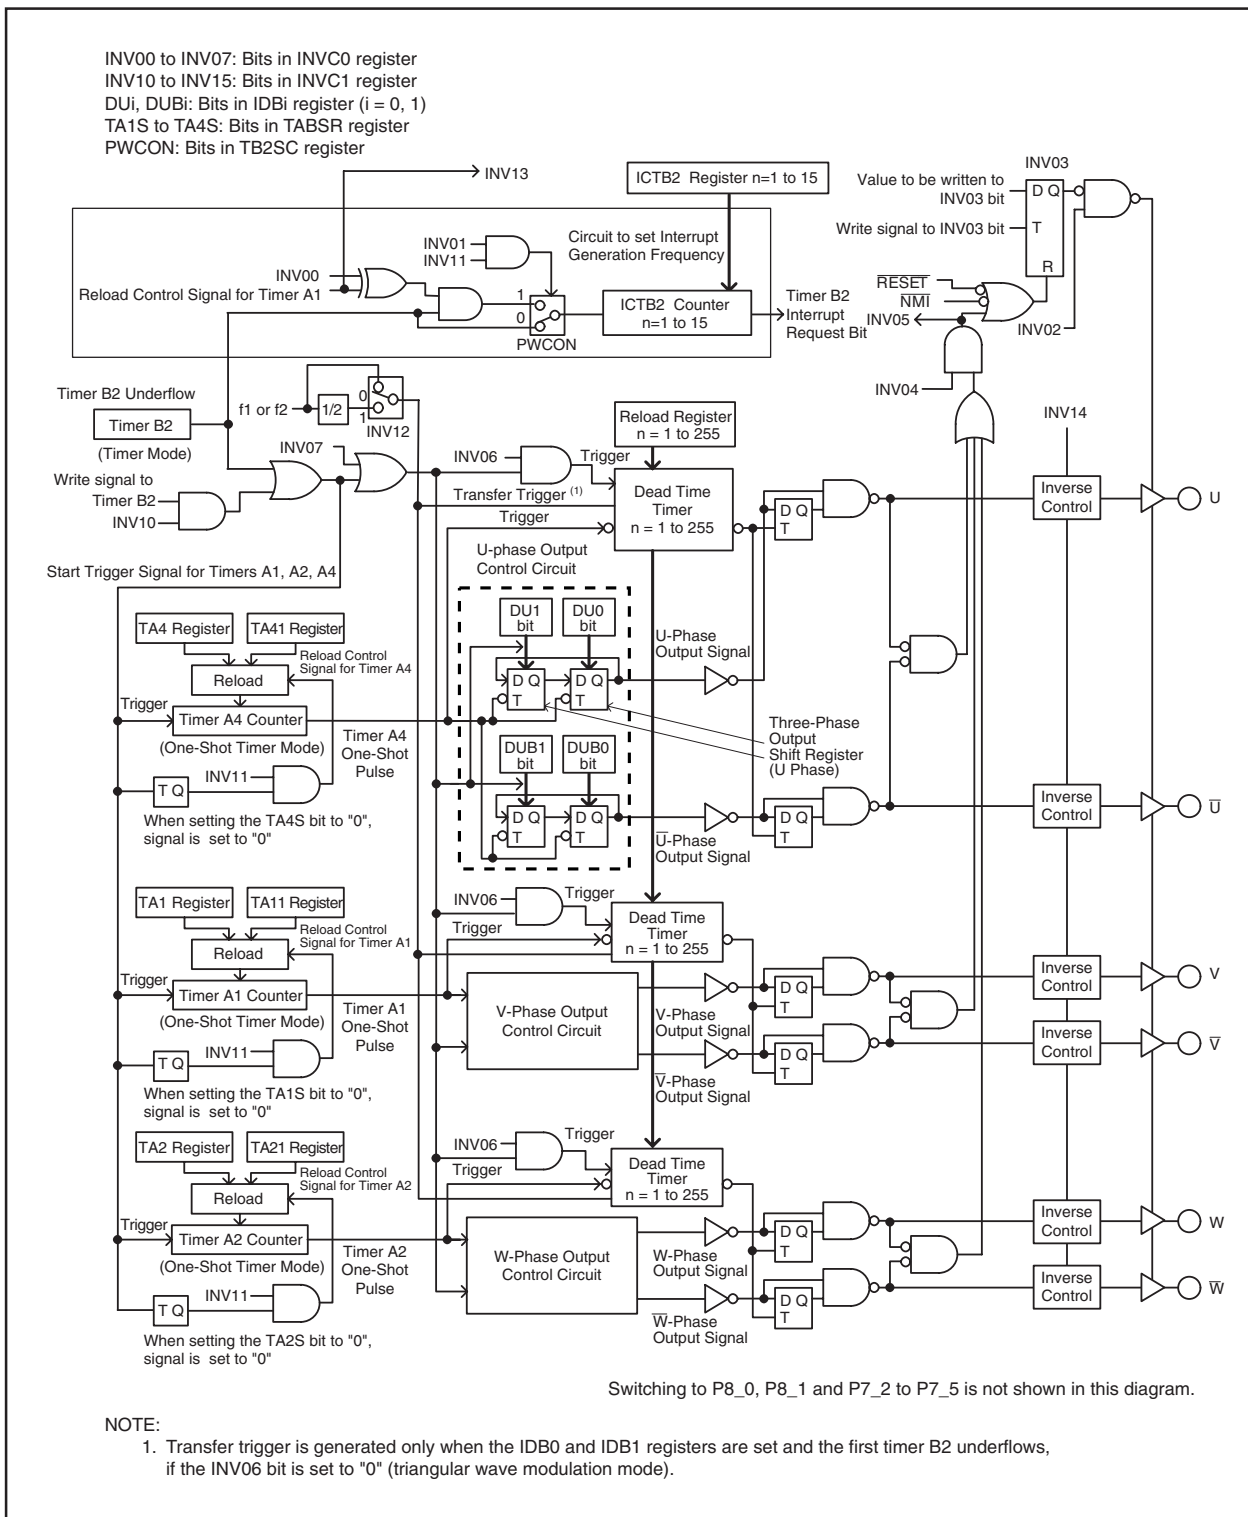 INV00 to INV07: Bits in INVC0 register
INV10 to INV15: Bits in INVC1 register
DUi, DUBi: Bits in IDBi register (i = 0, 1)
TA1S to TA4S: Bits in TABSR register
PWCON: Bits in TB2SC register
INV13
ICTB2 Register n=1 to 15
INV03
Value to be written to
INV03 bit
Write signal to INV03 bit
D Q
T
R
INV01
INV11
Circuit to set Interrupt
Generation Frequency
INV00
Reload Control Signal for Timer A1
1
0
PWCON
ICTB2 Counter
n=1 to 15
Timer B2
Interrupt
Request Bit
R̅E̅S̅E̅T̅
N̅M̅I̅
INV05
INV02
INV04
Timer B2 Underflow
Timer B2
(Timer Mode)
f1 or f2
1/2
0
1
INV12
INV07
Write signal to
Timer B2
INV10
Reload Register
n = 1 to 255
INV06
Trigger
Transfer Trigger (1)
Trigger
Dead Time
Timer
n = 1 to 255
D Q
T
INV14
Inverse
Control
U
Start Trigger Signal for Timers A1, A2, A4
U-phase Output
Control Circuit
TA4 Register
TA41 Register
Reload
Reload Control
Signal for Timer A4
Trigger
Timer A4 Counter
(One-Shot Timer Mode)
Timer A4
One-Shot
Pulse
INV11
T Q
When setting the TA4S bit to "0",
signal is set to "0"
DU1
bit
DU0
bit
D Q
T
D Q
T
U-Phase
Output Signal
Three-Phase
Output
Shift Register
(U Phase)
DUB1
bit
DUB0
bit
D Q
T
D Q
T
U̅-Phase
Output Signal
D Q
T
Inverse
Control
U̅
TA1 Register
TA11 Register
Reload
Reload Control
Signal for Timer A1
Trigger
Timer A1 Counter
(One-Shot Timer Mode)
Timer A1
One-Shot
Pulse
INV11
T Q
When setting the TA1S bit to "0",
signal is set to "0"
INV06
Trigger
Trigger
Dead Time
Timer
n = 1 to 255
V-Phase Output
Control Circuit
V-Phase
Output Signal
V̅-Phase
Output Signal
D Q
T
D Q
T
Inverse
Control
V
Inverse
Control
V̅
TA2 Register
TA21 Register
Reload
Reload Control
Signal for Timer A2
Trigger
Timer A2 Counter
(One-Shot Timer Mode)
Timer A2
One-Shot
Pulse
INV11
T Q
When setting the TA2S bit to "0",
signal is set to "0"
INV06
Trigger
Trigger
Dead Time
Timer
n = 1 to 255
W-Phase Output
Control Circuit
W-Phase
Output Signal
W̅-Phase
Output Signal
D Q
T
D Q
T
Inverse
Control
W
Inverse
Control
W̅
Switching to P8_0, P8_1 and P7_2 to P7_5 is not shown in this diagram.
NOTE:
1. Transfer trigger is generated only when the IDB0 and IDB1 registers are set and the first timer B2 underflows,
if the INV06 bit is set to "0" (triangular wave modulation mode).